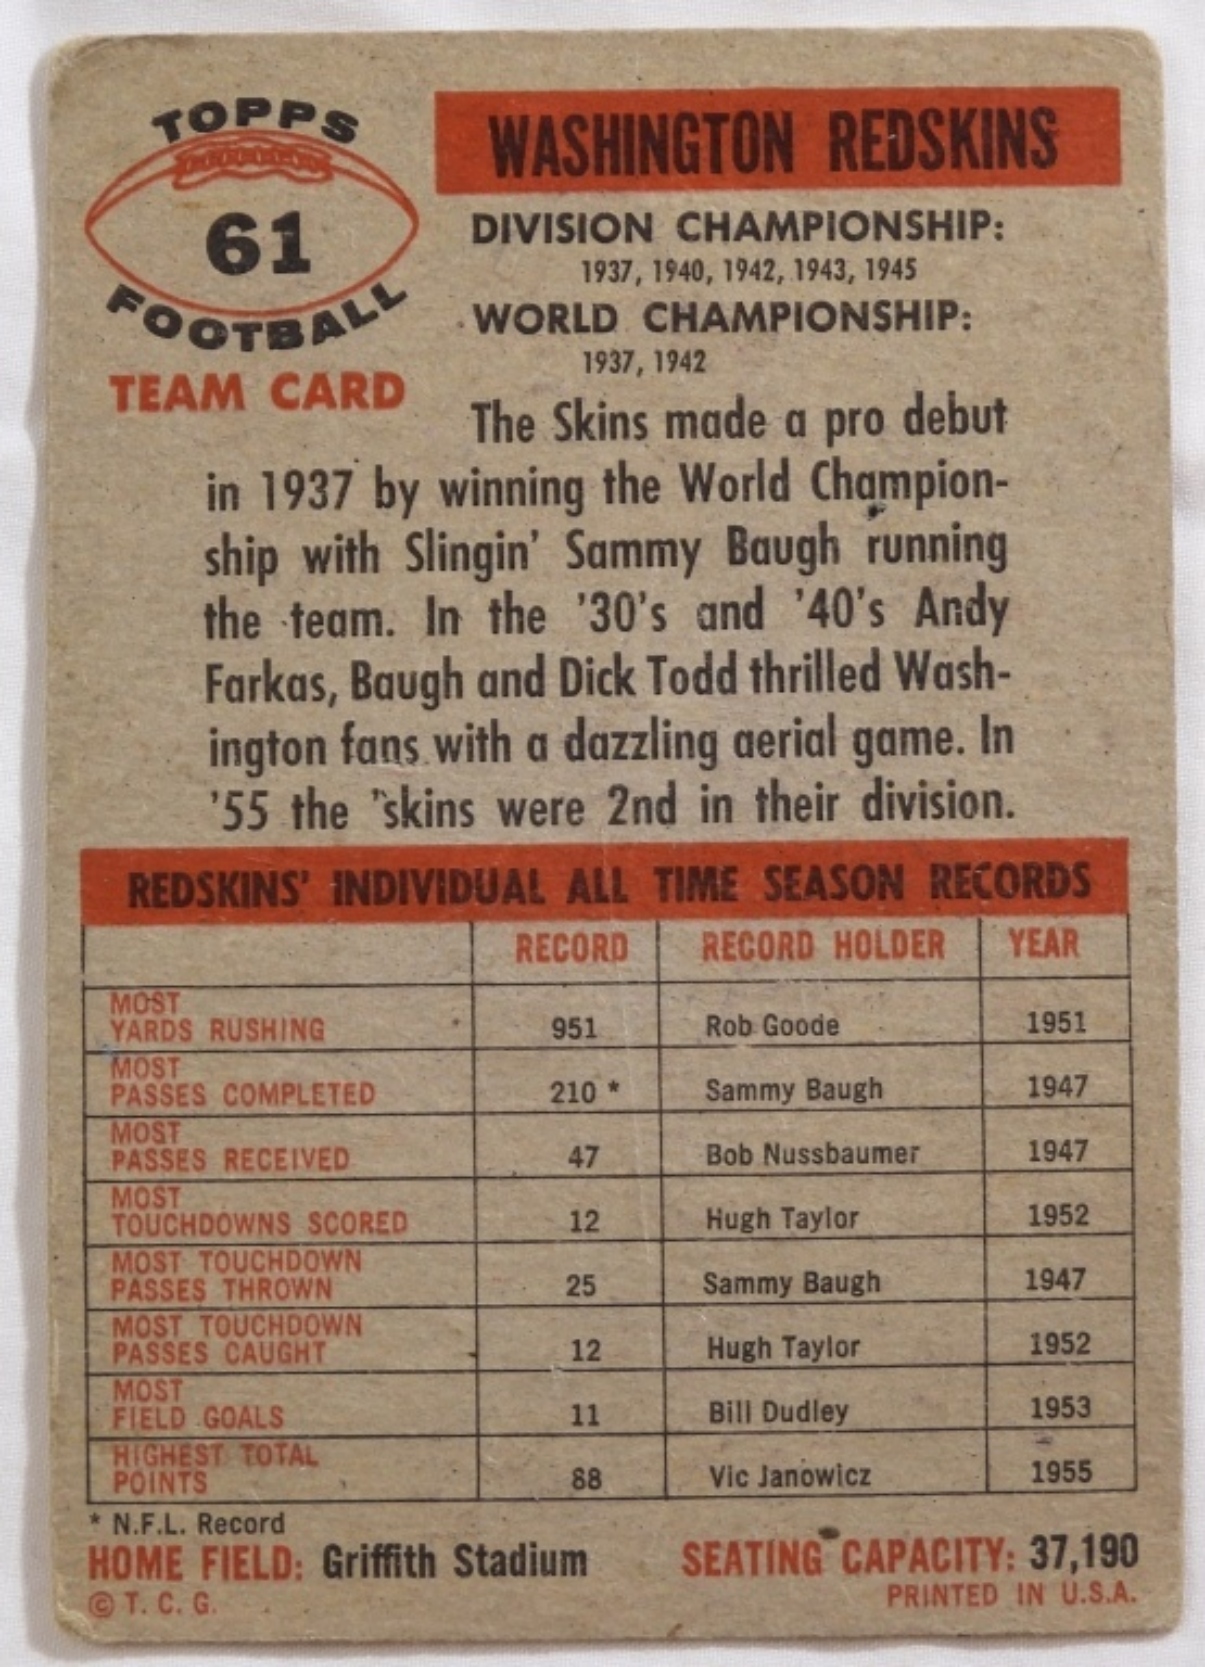 TOPPS
61
FOOTBALL
TEAM CARD
WASHINGTON REDSKINS
DIVISION CHAMPIONSHIP:
1937, 1940, 1942, 1943, 1945
WORLD CHAMPIONSHIP:
1937, 1942
The Skins made a pro debut
in 1937 by winning the World Champion-
ship with Slingin' Sammy Baugh running
the team. In the '30's and '40's Andy
Farkas, Baugh and Dick Todd thrilled Wash-
ington fans with a dazzling aerial game. In
'55 the "skins were 2nd in their division.
REDSKINS' INDIVIDUAL ALL TIME SEASON RECORDS
RECORD RECORD HOLDER YEAR
MOST
YARDS RUSHING 951 Rob Goode 1951
MOST
PASSES COMPLETED 210 * Sammy Baugh 1947
MOST
PASSES RECEIVED 47 Bob Nussbaumer 1947
MOST
TOUCHDOWNS SCORED 12 Hugh Taylor 1952
MOST TOUCHDOWN
PASSES THROWN 25 Sammy Baugh 1947
MOST TOUCHDOWN
PASSES CAUGHT 12 Hugh Taylor 1952
MOST
FIELD GOALS 11 Bill Dudley 1953
HIGHEST TOTAL
POINTS 88 Vic Janowicz 1955
* N.F.L. Record
HOME FIELD: Griffith Stadium SEATING CAPACITY: 37,190
© T. C. G. PRINTED IN U.S.A.